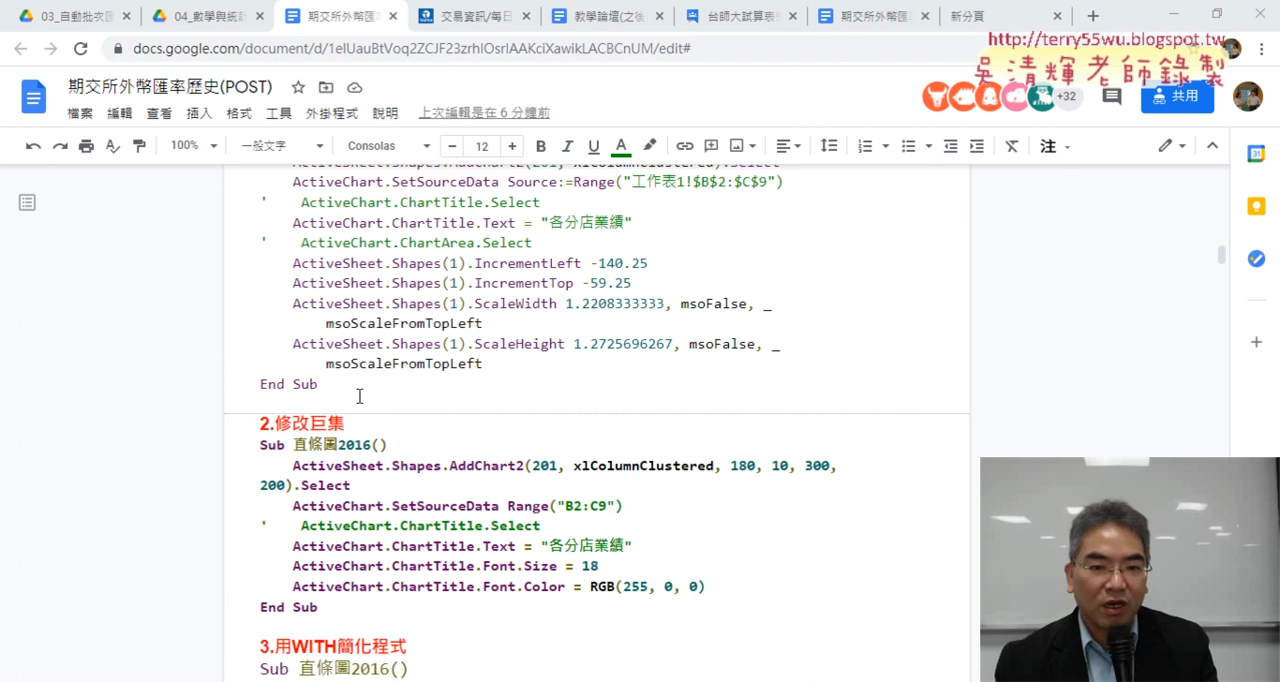 03_自動批次匯
04_數學與統計
期交所外幣匯率
交易資訊/每日
教學論壇(之後
台師大試算表
期交所外幣匯
新分頁
docs.google.com/document/d/1eIUauBtVoq2ZCJF23zrhIOsrlAAKciXawikLACBCnUM/edit#
http://terry55wu.blogspot.tw
吳清輝老師錄製
期交所外幣匯率歷史(POST)
檔案 編輯 查看 插入 格式 工具 外掛程式 說明 上次編輯是在 6 分鐘前
+32
共用
100% 一般文字 Consolas 12 B I U A 注
ActiveChart.SetSourceData Source:=Range("工作表1!$B$2:$C$9")
' ActiveChart.ChartTitle.Select
ActiveChart.ChartTitle.Text = "各分店業績"
' ActiveChart.ChartArea.Select
ActiveSheet.Shapes(1).IncrementLeft -140.25
ActiveSheet.Shapes(1).IncrementTop -59.25
ActiveSheet.Shapes(1).ScaleWidth 1.2208333333, msoFalse, _
msoScaleFromTopLeft
ActiveSheet.Shapes(1).ScaleHeight 1.2725696267, msoFalse, _
msoScaleFromTopLeft
End Sub
2.修改巨集
Sub 直條圖2016()
ActiveSheet.Shapes.AddChart2(201, xlColumnClustered, 180, 10, 300,
200).Select
ActiveChart.SetSourceData Range("B2:C9")
' ActiveChart.ChartTitle.Select
ActiveChart.ChartTitle.Text = "各分店業績"
ActiveChart.ChartTitle.Font.Size = 18
ActiveChart.ChartTitle.Font.Color = RGB(255, 0, 0)
End Sub
3.用WITH簡化程式
Sub 直條圖2016()